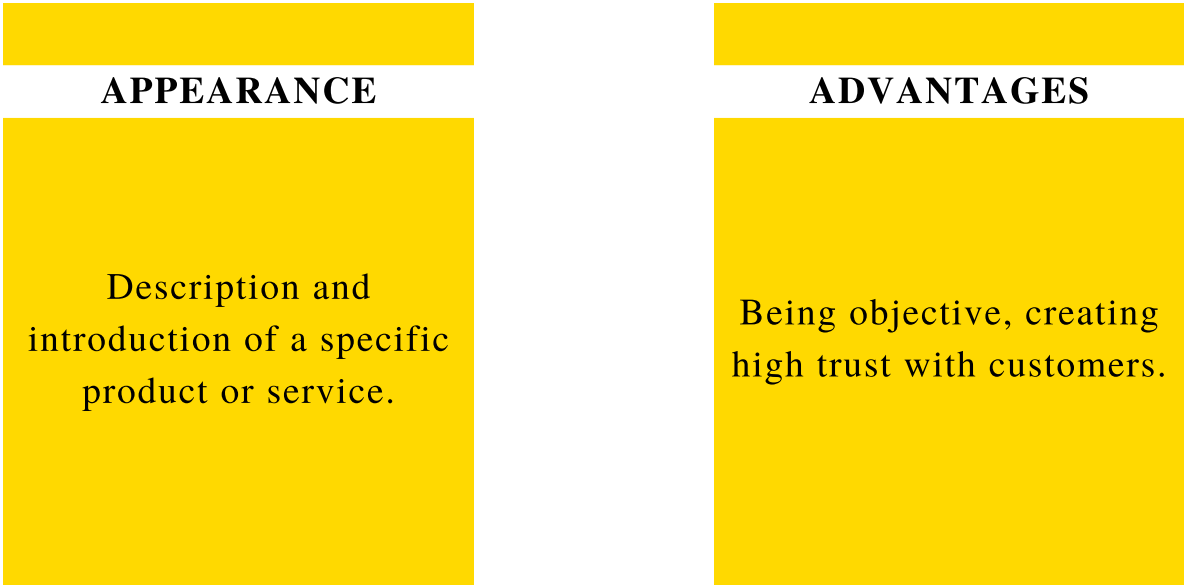 APPEARANCE
Description and
introduction of a specific
product or service.
ADVANTAGES
Being objective, creating
high trust with customers.